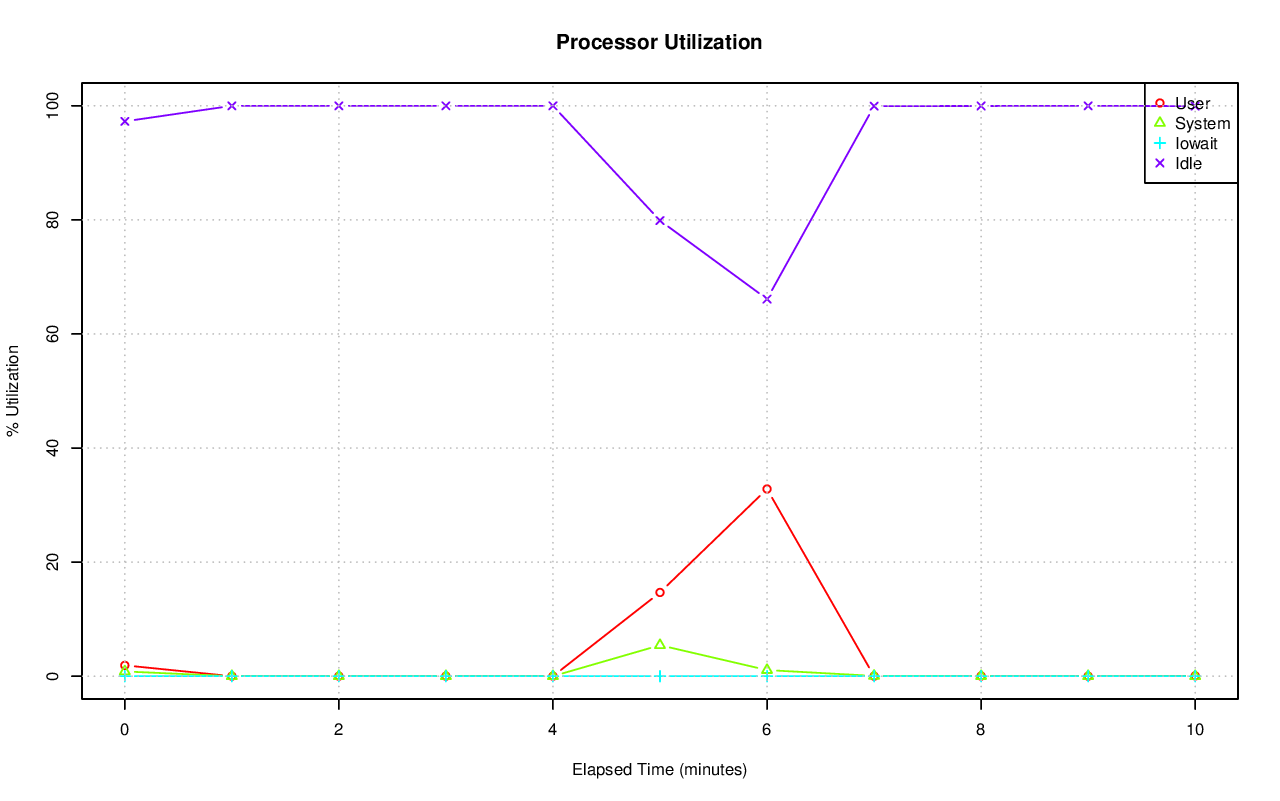 Processor Utilization
100
80
60
40
20
0
% Utilization
User
System
Iowait
Idle
0 2 4 6 8 10
Elapsed Time (minutes)